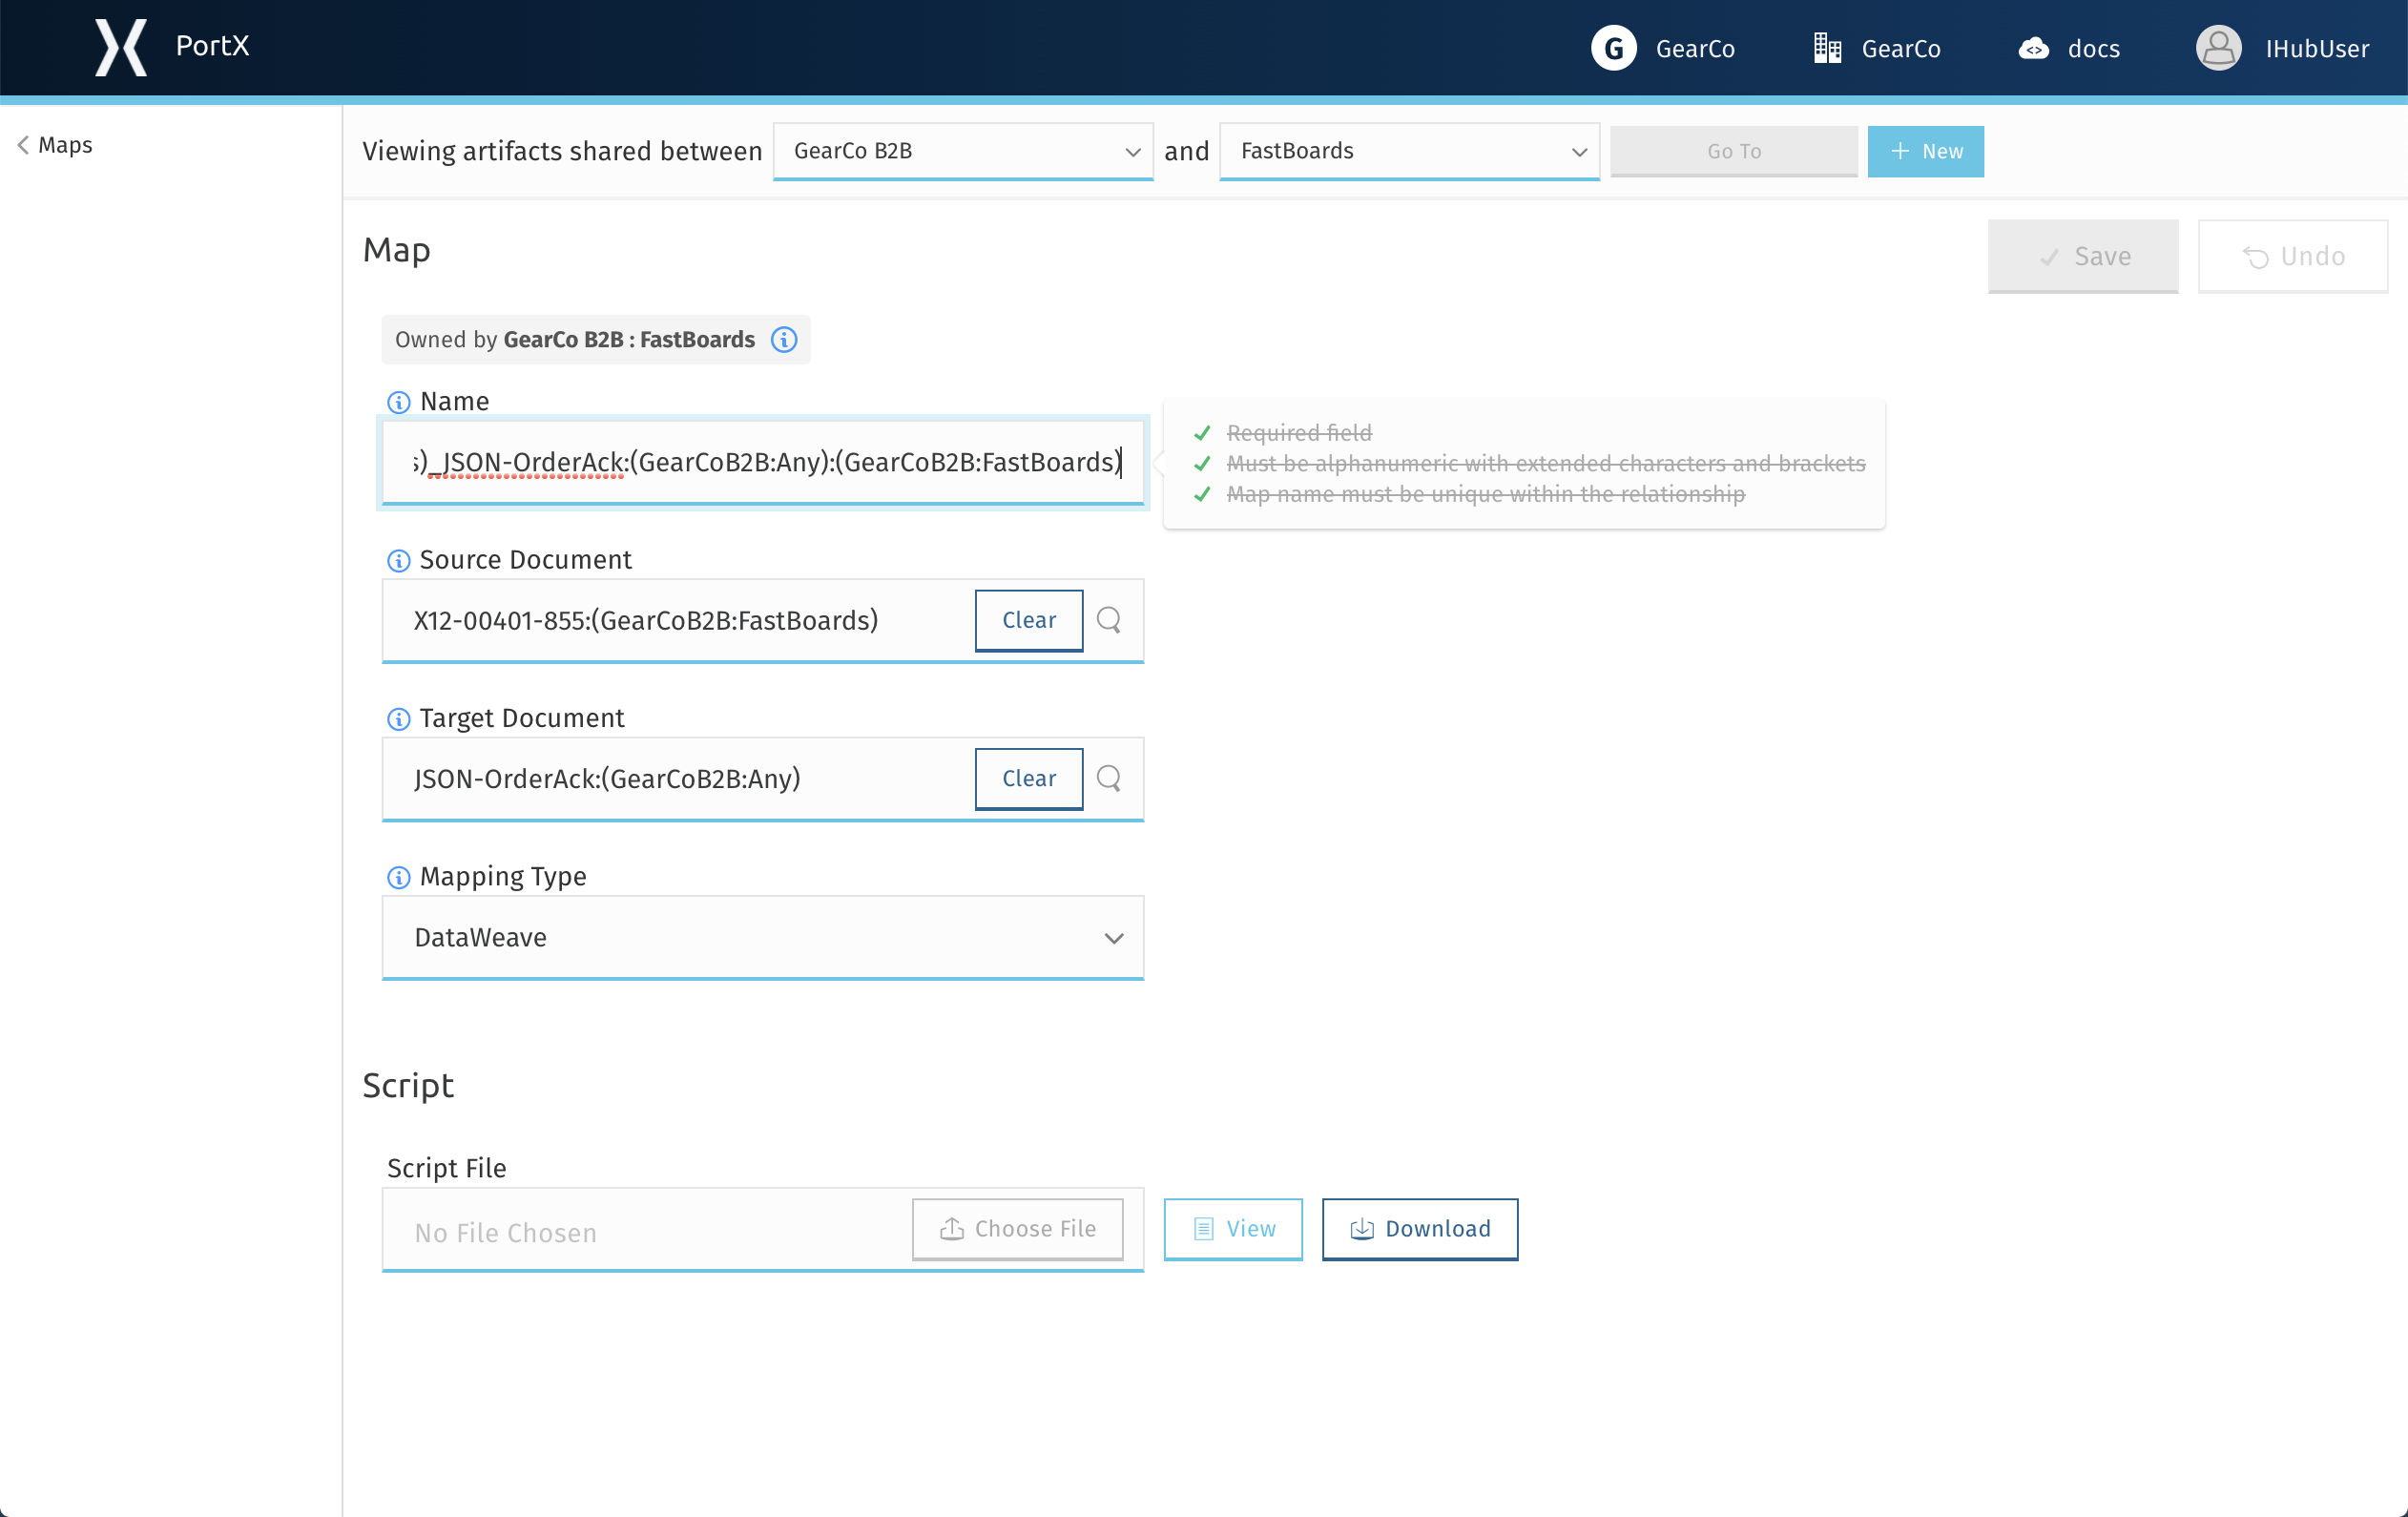 PortX
G GearCo
GearCo
docs
IHubUser
Maps
Viewing artifacts shared between GearCo B2B and FastBoards Go To + New
Map
Save
Undo
Owned by GearCo B2B : FastBoards
Name
s)_JSON-OrderAck:(GearCoB2B:Any):(GearCoB2B:FastBoards)
Required field
Must be alphanumeric with extended characters and brackets
Map name must be unique within the relationship
Source Document
X12-00401-855:(GearCoB2B:FastBoards) Clear
Target Document
JSON-OrderAck:(GearCoB2B:Any) Clear
Mapping Type
DataWeave
Script
Script File
No File Chosen Choose File View Download